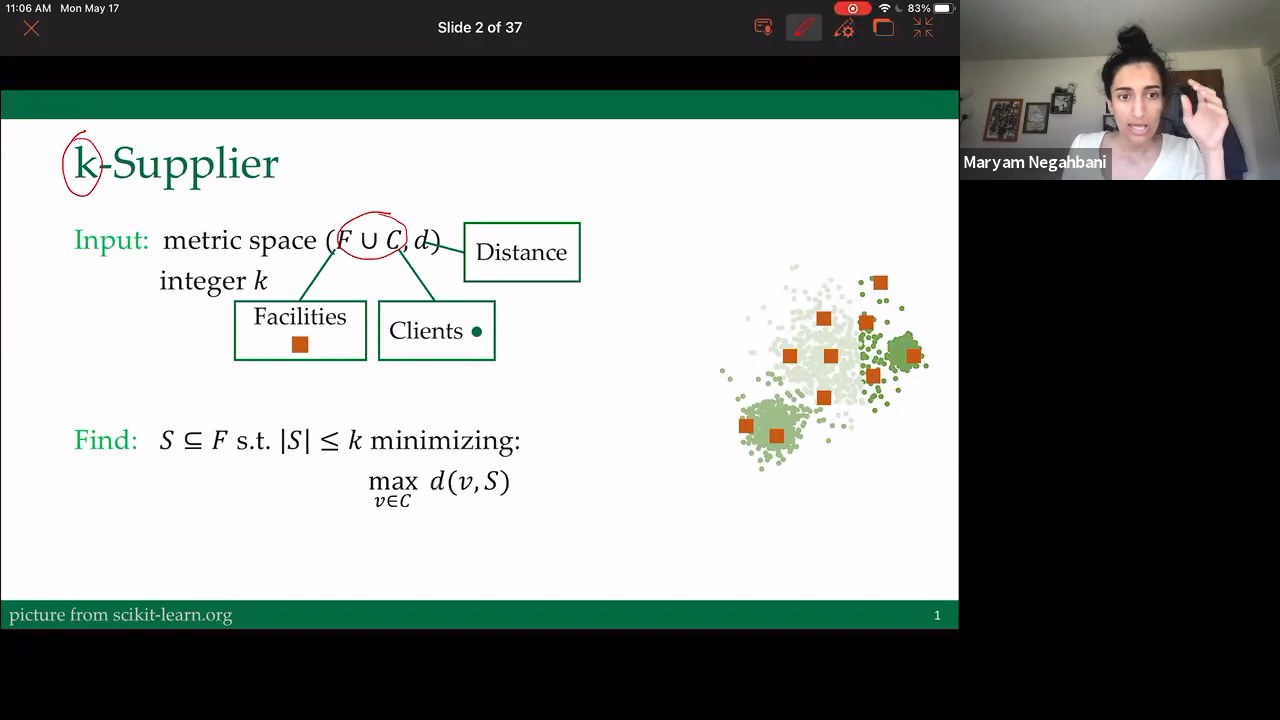 11:06 AM Mon May 17
83%
Slide 2 of 37
Maryam Negahbani
k-Supplier
Input: metric space (F ∪ C, d)
Distance
integer k
Facilities
Clients
Find: S ⊆ F s.t. |S| ≤ k minimizing:
max d(v, S)
v∈C
picture from scikit-learn.org
1